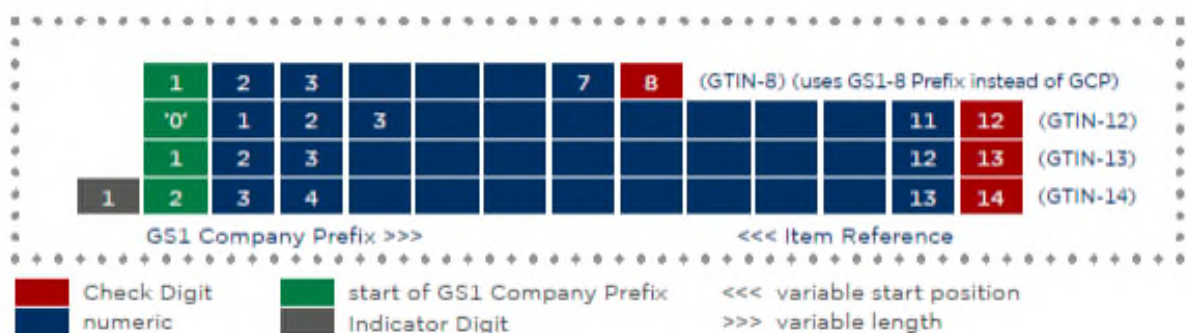 1 2 3 7 8 (GTIN-8) (uses GS1-8 Prefix instead of GCP)
'0' 1 2 3 11 12 (GTIN-12)
1 2 3 12 13 (GTIN-13)
1 2 3 4 13 14 (GTIN-14)
GS1 Company Prefix >>> <<< Item Reference
Check Digit start of GS1 Company Prefix <<< variable start position
numeric Indicator Digit >>> variable length